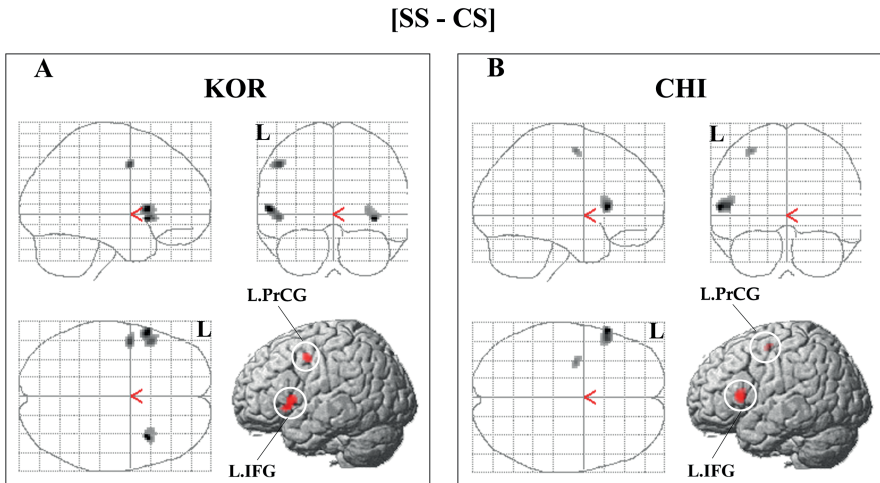 [SS - CS]
A
KOR
L
L
L.PrCG
L.IFG
B
CHI
L
L
L.PrCG
L.IFG